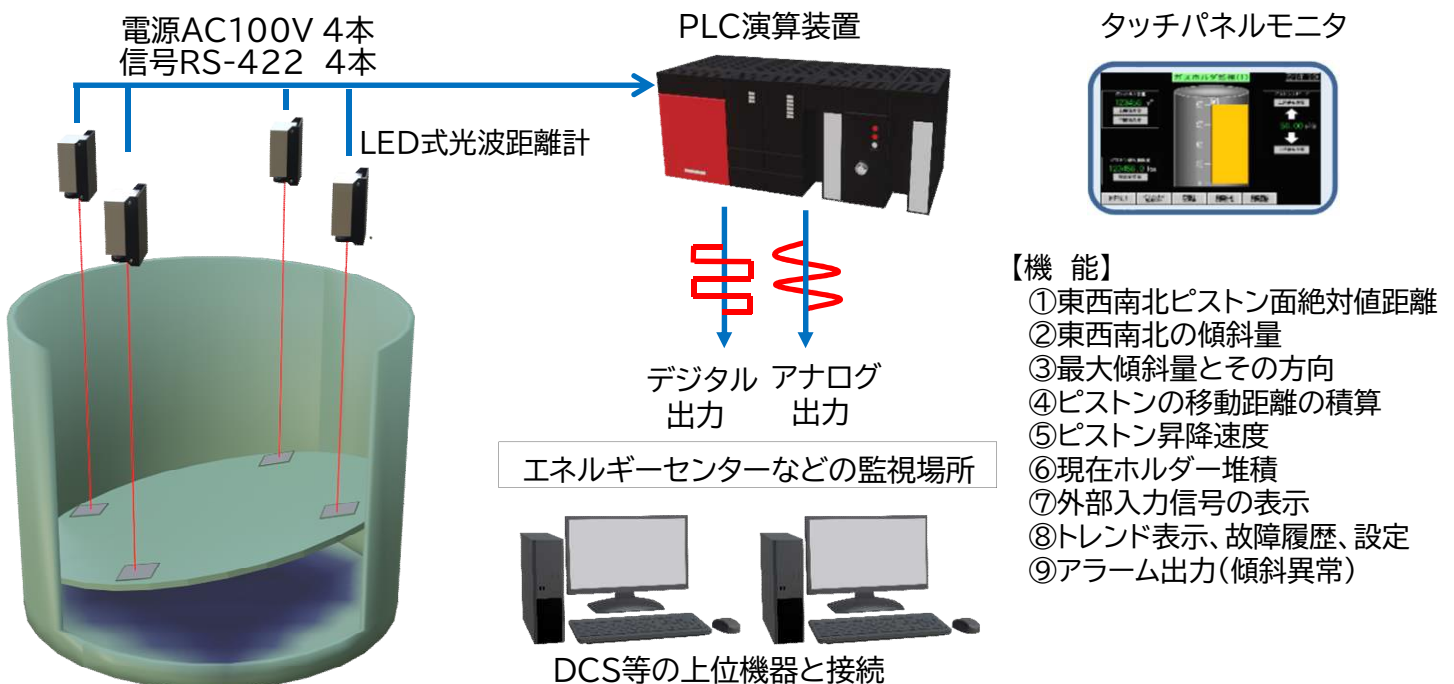 電源AC100V 4本
信号RS-422 4本
LED式光波距離計
PLC演算装置
デジタル
出力
アナログ
出力
エネルギーセンターなどの監視場所
DCS等の上位機器と接続
タッチパネルモニタ
【機 能】
①東西南北ピストン面絶対値距離
②東西南北の傾斜量
③最大傾斜量とその方向
④ピストンの移動距離の積算
⑤ピストン昇降速度
⑥現在ホルダー堆積
⑦外部入力信号の表示
⑧トレンド表示、故障履歴、設定
⑨アラーム出力(傾斜異常)